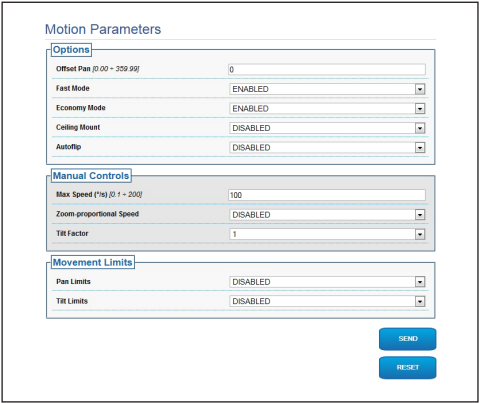 Motion Parameters
Options
Offset Pan [0.00 ÷ 359.99] 0
Fast Mode ENABLED
Economy Mode ENABLED
Ceiling Mount DISABLED
Autoflip DISABLED
Manual Controls
Max Speed (°/s) [0.1 ÷ 200] 100
Zoom-proportional Speed DISABLED
Tilt Factor 1
Movement Limits
Pan Limits DISABLED
Tilt Limits DISABLED
SEND
RESET